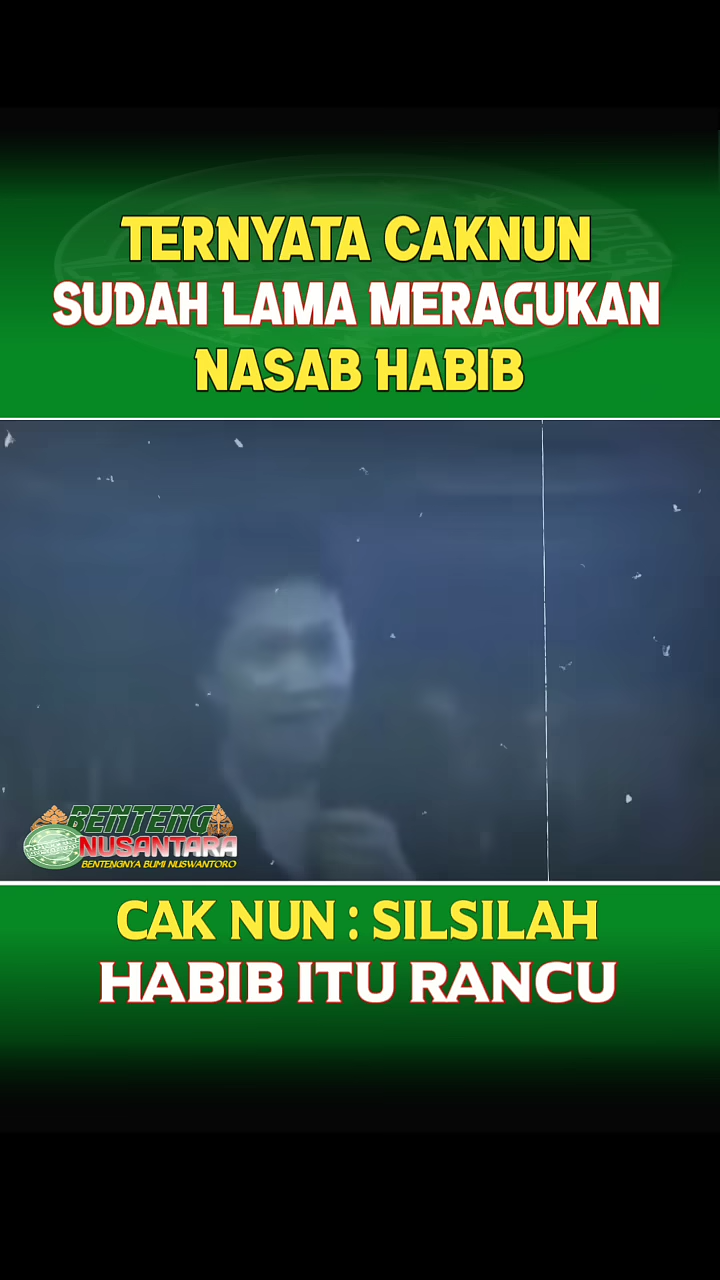 TERNYATA CAKNUN
SUDAH LAMA MERAGUKAN
NASAB HABIB
BENTENG
NUSANTARA
BENTENGNYA BUMI NUSWANTORO
CAK NUN : SILSILAH
HABIB ITU RANCU